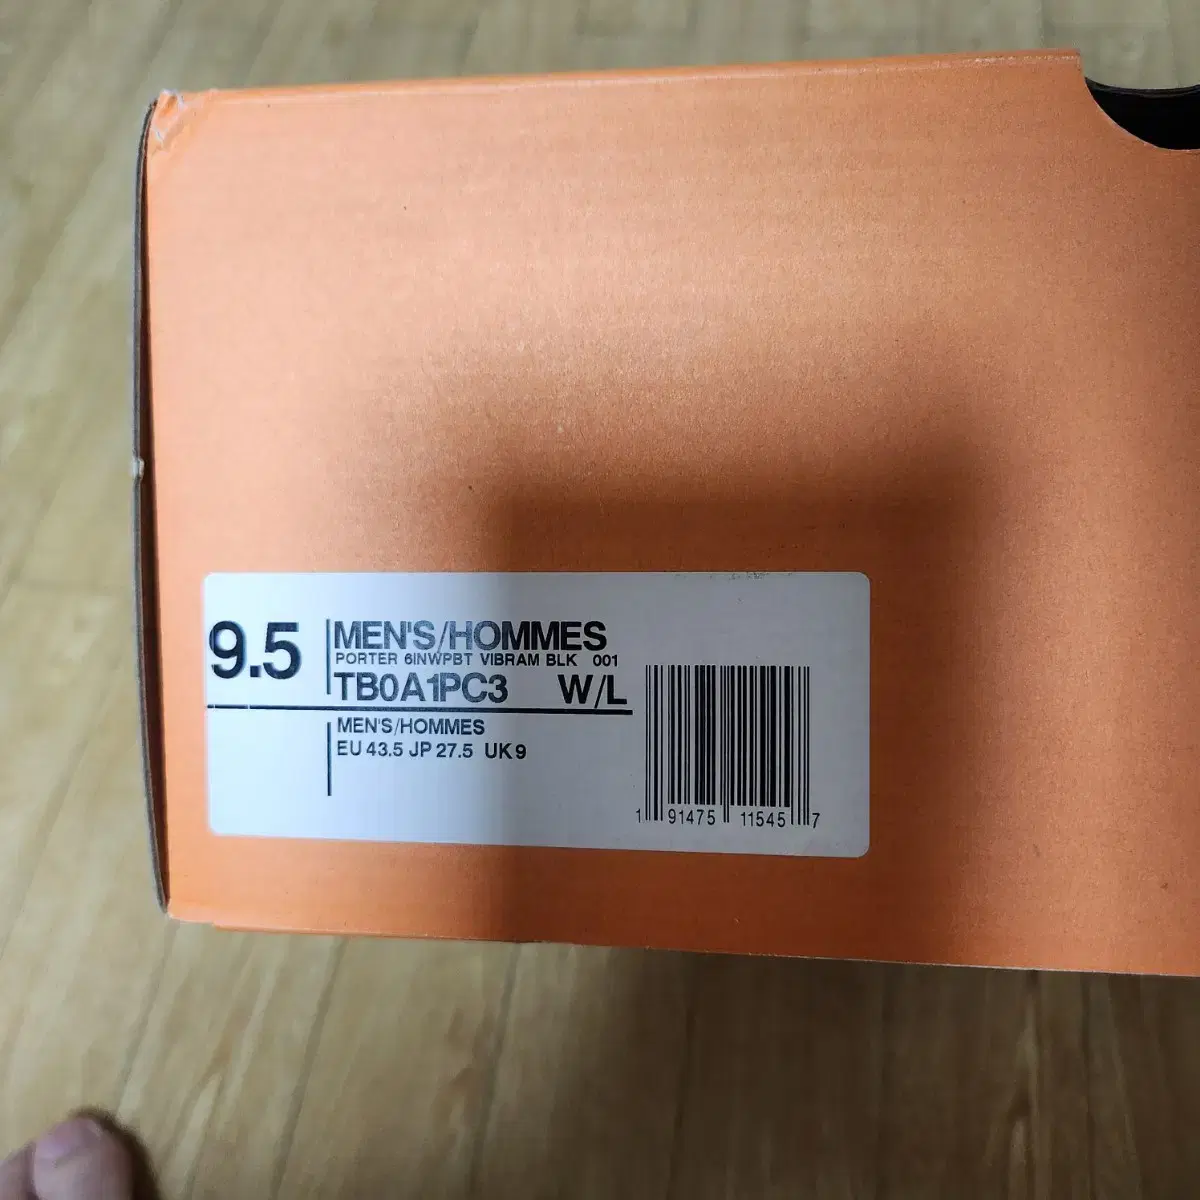 9.5
MEN'S/HOMMES
PORTER 6INWPBT VIBRAM BLK 001
TB0A1PC3 W/L
MEN'S/HOMMES
EU 43.5 JP 27.5 UK 9
1 91475 11545 7